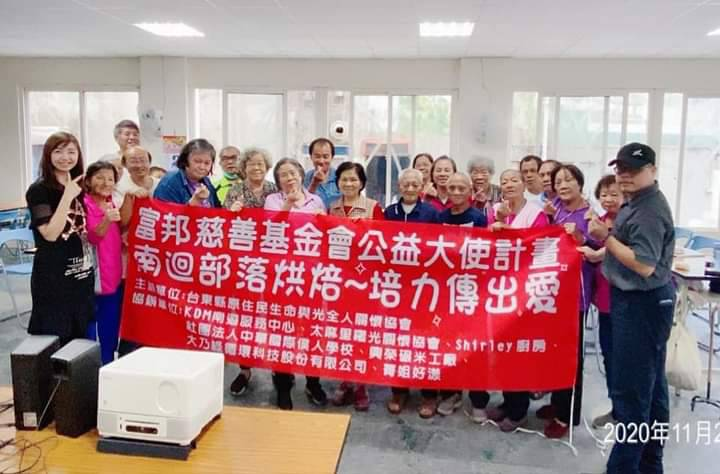 富邦慈善基金會公益大使計畫
南迴部落烘焙~培力傳出愛
主辦單位:台東縣原住民生命與光全人關懷協會
協辦單位:KDM南迴服務中心、太麻里曙光關懷協會、Shirley廚房、
社團法人中華國際僕人學校、興榮碾米工廠、
大乃緯循環科技股份有限公司、菁姐好漾
2020年11月2